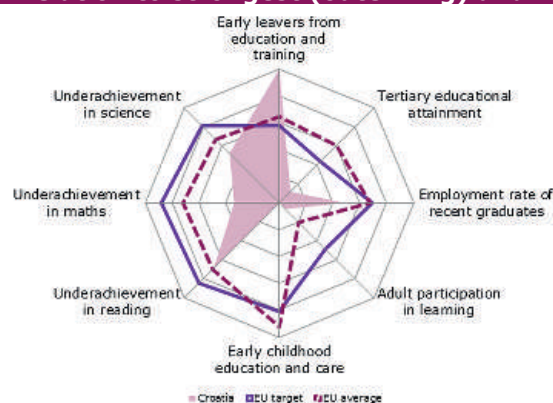 Early leavers from
education and
training
Tertiary educational
attainment
Employment rate of
recent graduates
Adult participation
in learning
Early childhood
education and care
Underachievement
in reading
Underachievement
in maths
Underachievement
in science
Croatia EU target EU average